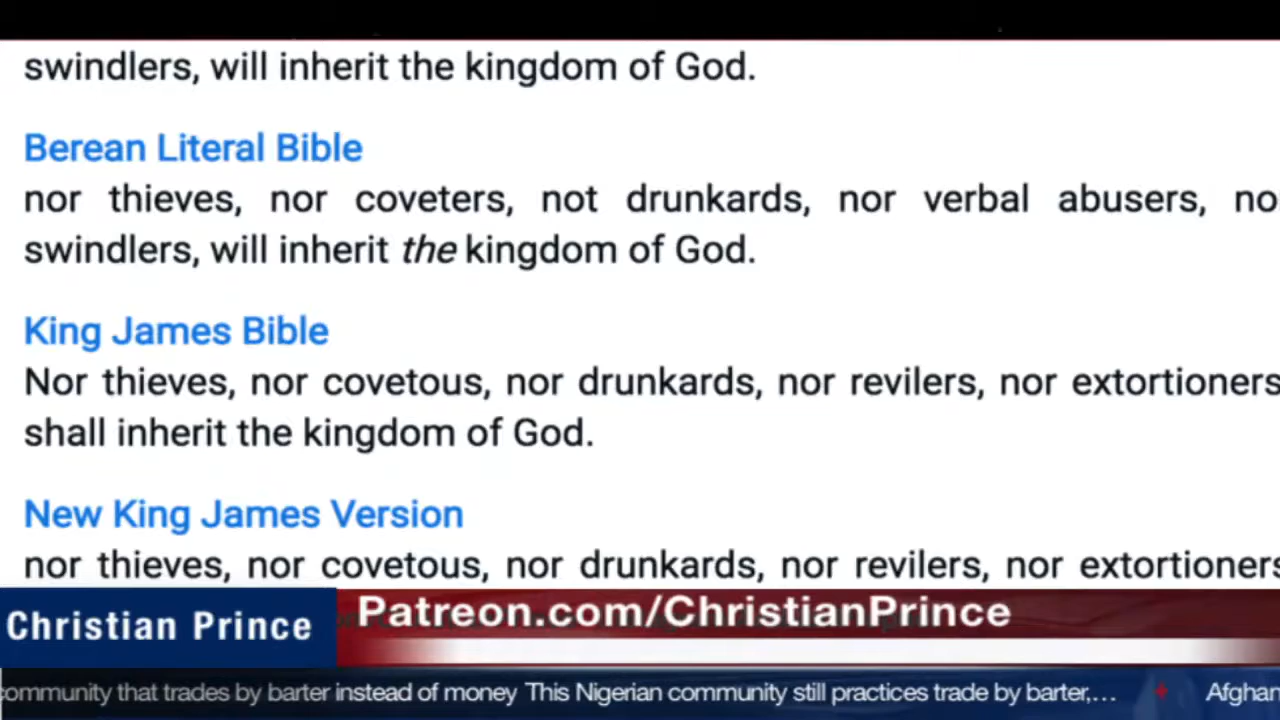 swindlers, will inherit the kingdom of God.
Berean Literal Bible
nor thieves, nor coveters, not drunkards, nor verbal abusers, no
swindlers, will inherit the kingdom of God.
King James Bible
Nor thieves, nor covetous, nor drunkards, nor revilers, nor extortioners
shall inherit the kingdom of God.
New King James Version
nor thieves, nor covetous, nor drunkards, nor revilers, nor extortioners
Christian Prince
Patreon.com/ChristianPrince
ommunity that trades by barter instead of money This Nigerian community still practices trade by barter,... Afghan